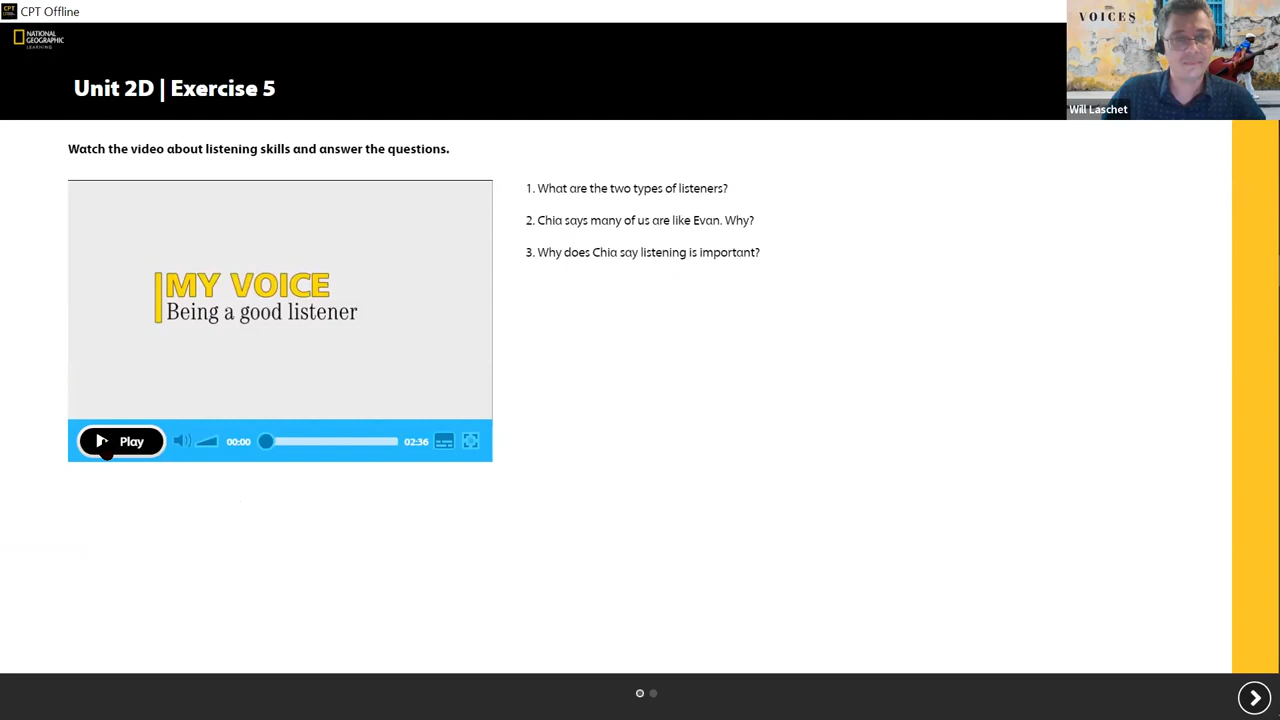 CPT Offline
NATIONAL
GEOGRAPHIC
LEARNING
VOICES
Unit 2D | Exercise 5
Will Laschet
Watch the video about listening skills and answer the questions.
1. What are the two types of listeners?
2. Chia says many of us are like Evan. Why?
3. Why does Chia say listening is important?
MY VOICE
Being a good listener
Play
00:00
02:36